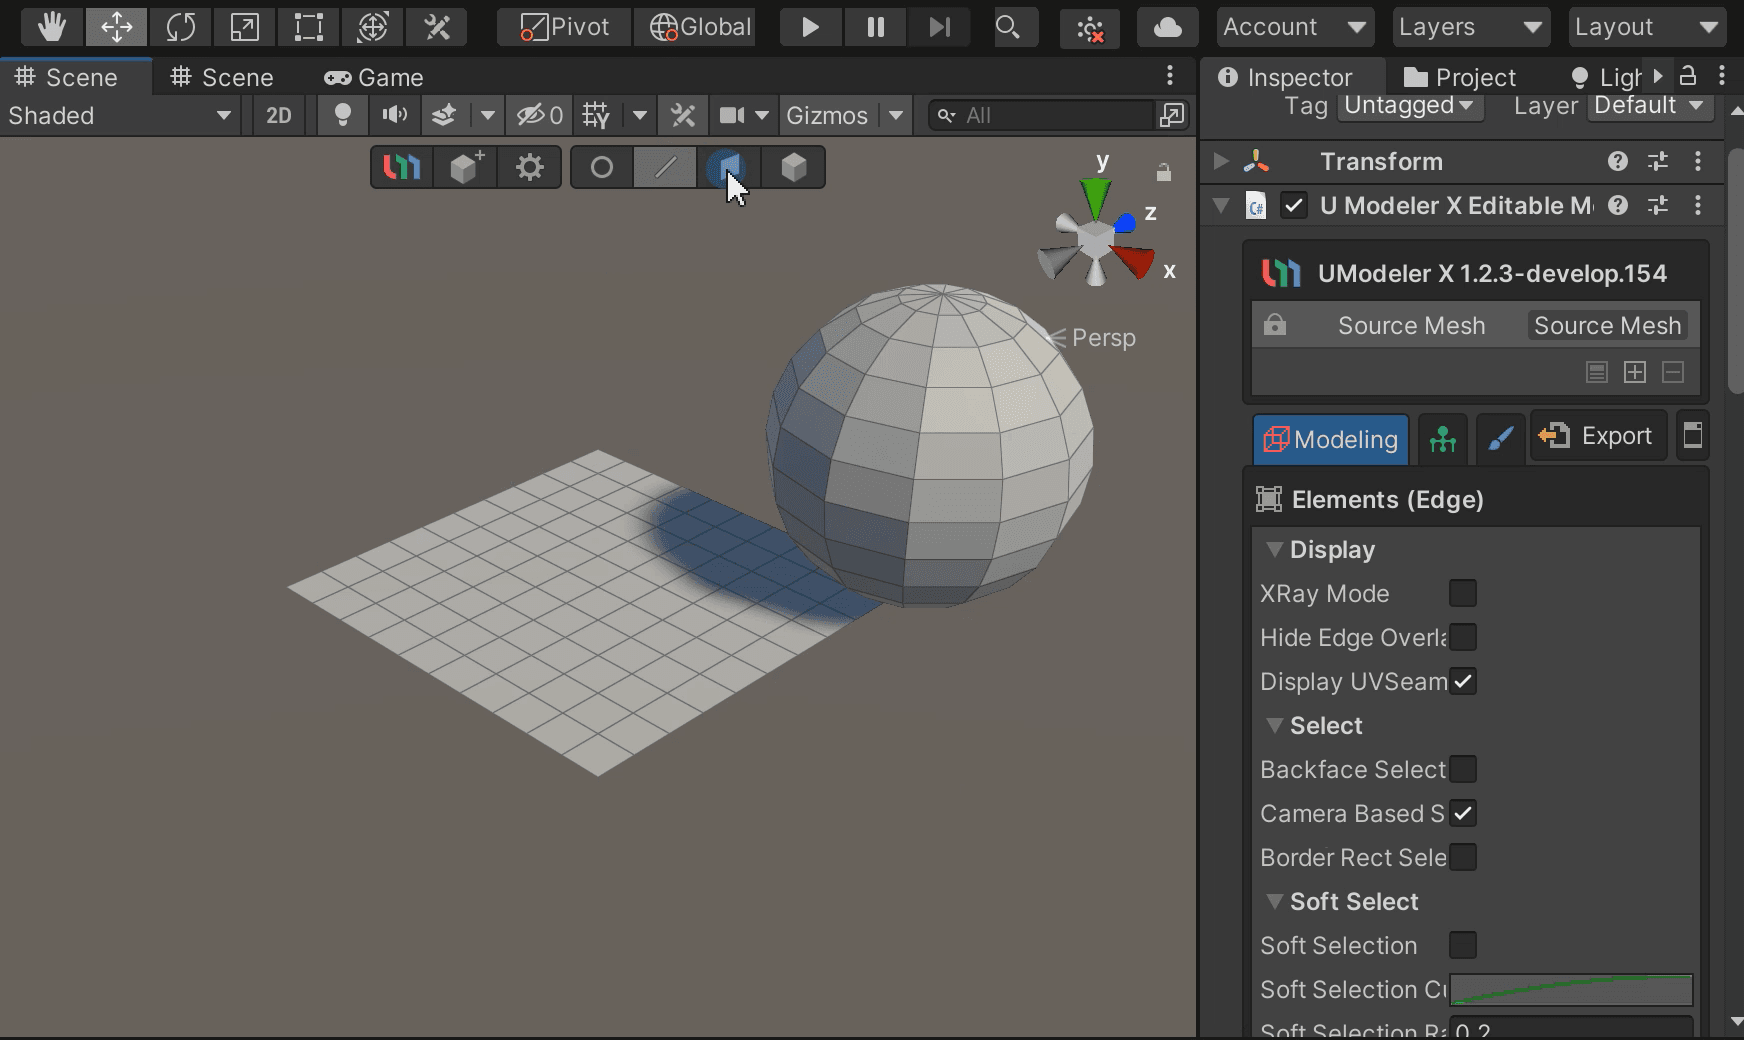 Pivot Global Account Layers Layout
Scene Scene Game
Inspector Project Ligh
Shaded 2D 0 Gizmos All
Tag Untagged Layer Default
Transform
U Modeler X Editable M
y
z
x
Persp
UModeler X 1.2.3-develop.154
Source Mesh Source Mesh
Modeling Export
Elements (Edge)
Display
XRay Mode
Hide Edge Overla
Display UVSeam
Select
Backface Select
Camera Based S
Border Rect Sele
Soft Select
Soft Selection
Soft Selection Cu
Soft Selection Ra 0.2